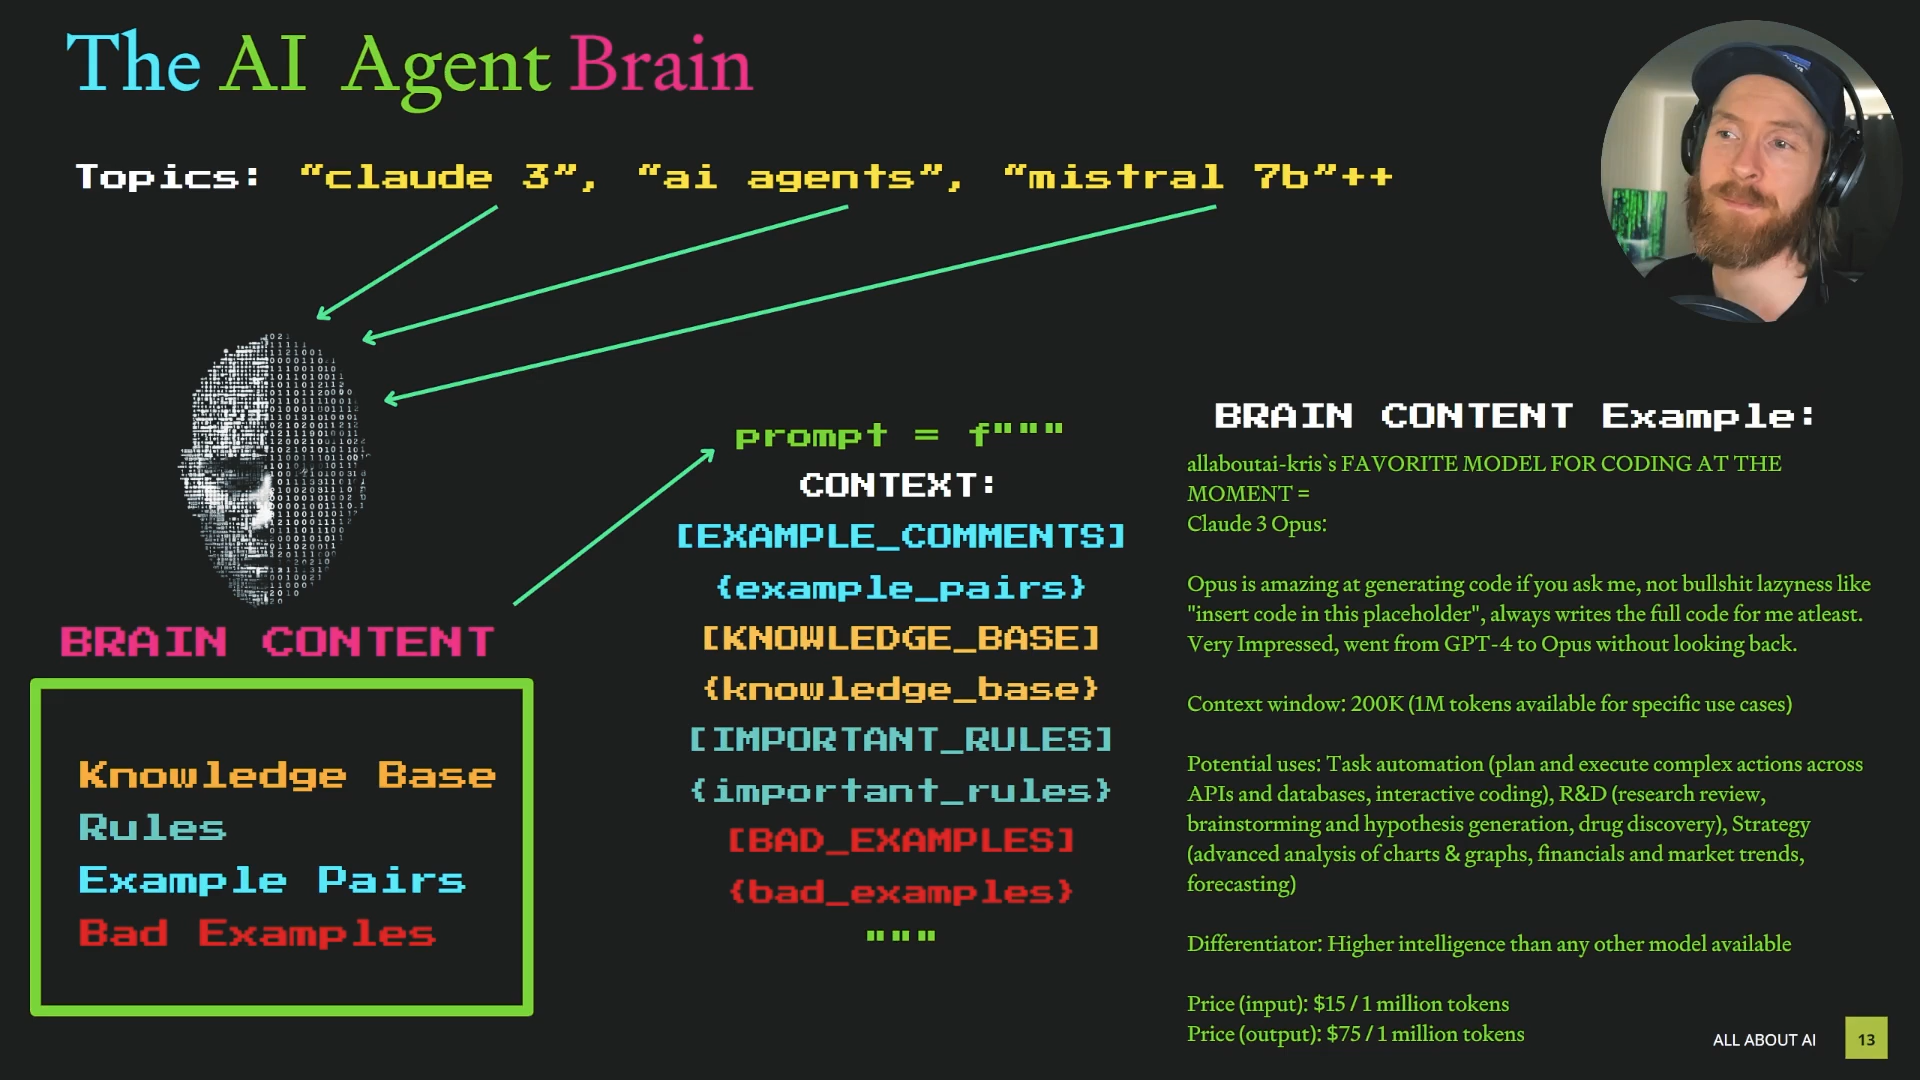 The AI Agent Brain
Topics: "claude 3", "ai agents", "mistral 7b"++
BRAIN CONTENT
Knowledge Base
Rules
Example Pairs
Bad Examples
prompt = f"""
CONTEXT:
[EXAMPLE_COMMENTS]
{example_pairs}
[KNOWLEDGE_BASE]
{knowledge_base}
[IMPORTANT_RULES]
{important_rules}
[BAD_EXAMPLES]
{bad_examples}
"""
BRAIN CONTENT Example:
allaboutai-kris`s FAVORITE MODEL FOR CODING AT THE
MOMENT =
Claude 3 Opus:
Opus is amazing at generating code if you ask me, not bullshit lazyness like
"insert code in this placeholder", always writes the full code for me atleast.
Very Impressed, went from GPT-4 to Opus without looking back.
Context window: 200K (1M tokens available for specific use cases)
Potential uses: Task automation (plan and execute complex actions across
APIs and databases, interactive coding), R&D (research review,
brainstorming and hypothesis generation, drug discovery), Strategy
(advanced analysis of charts & graphs, financials and market trends,
forecasting)
Differentiator: Higher intelligence than any other model available
Price (input): $15 / 1 million tokens
Price (output): $75 / 1 million tokens
ALL ABOUT AI 13